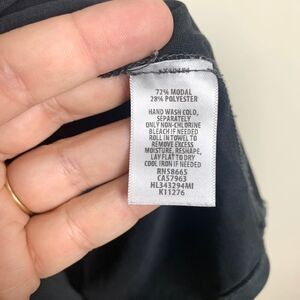 72% MODAL
28% POLYESTER
HAND WASH COLD,
SEPARATELY
ONLY NON-CHLORINE
BLEACH IF NEEDED
ROLL IN TOWEL TO
REMOVE EXCESS
MOISTURE, RESHAPE,
LAY FLAT TO DRY
COOL IRON IF NEEDED
RN58665
CA57963
HL343294MI
K11276